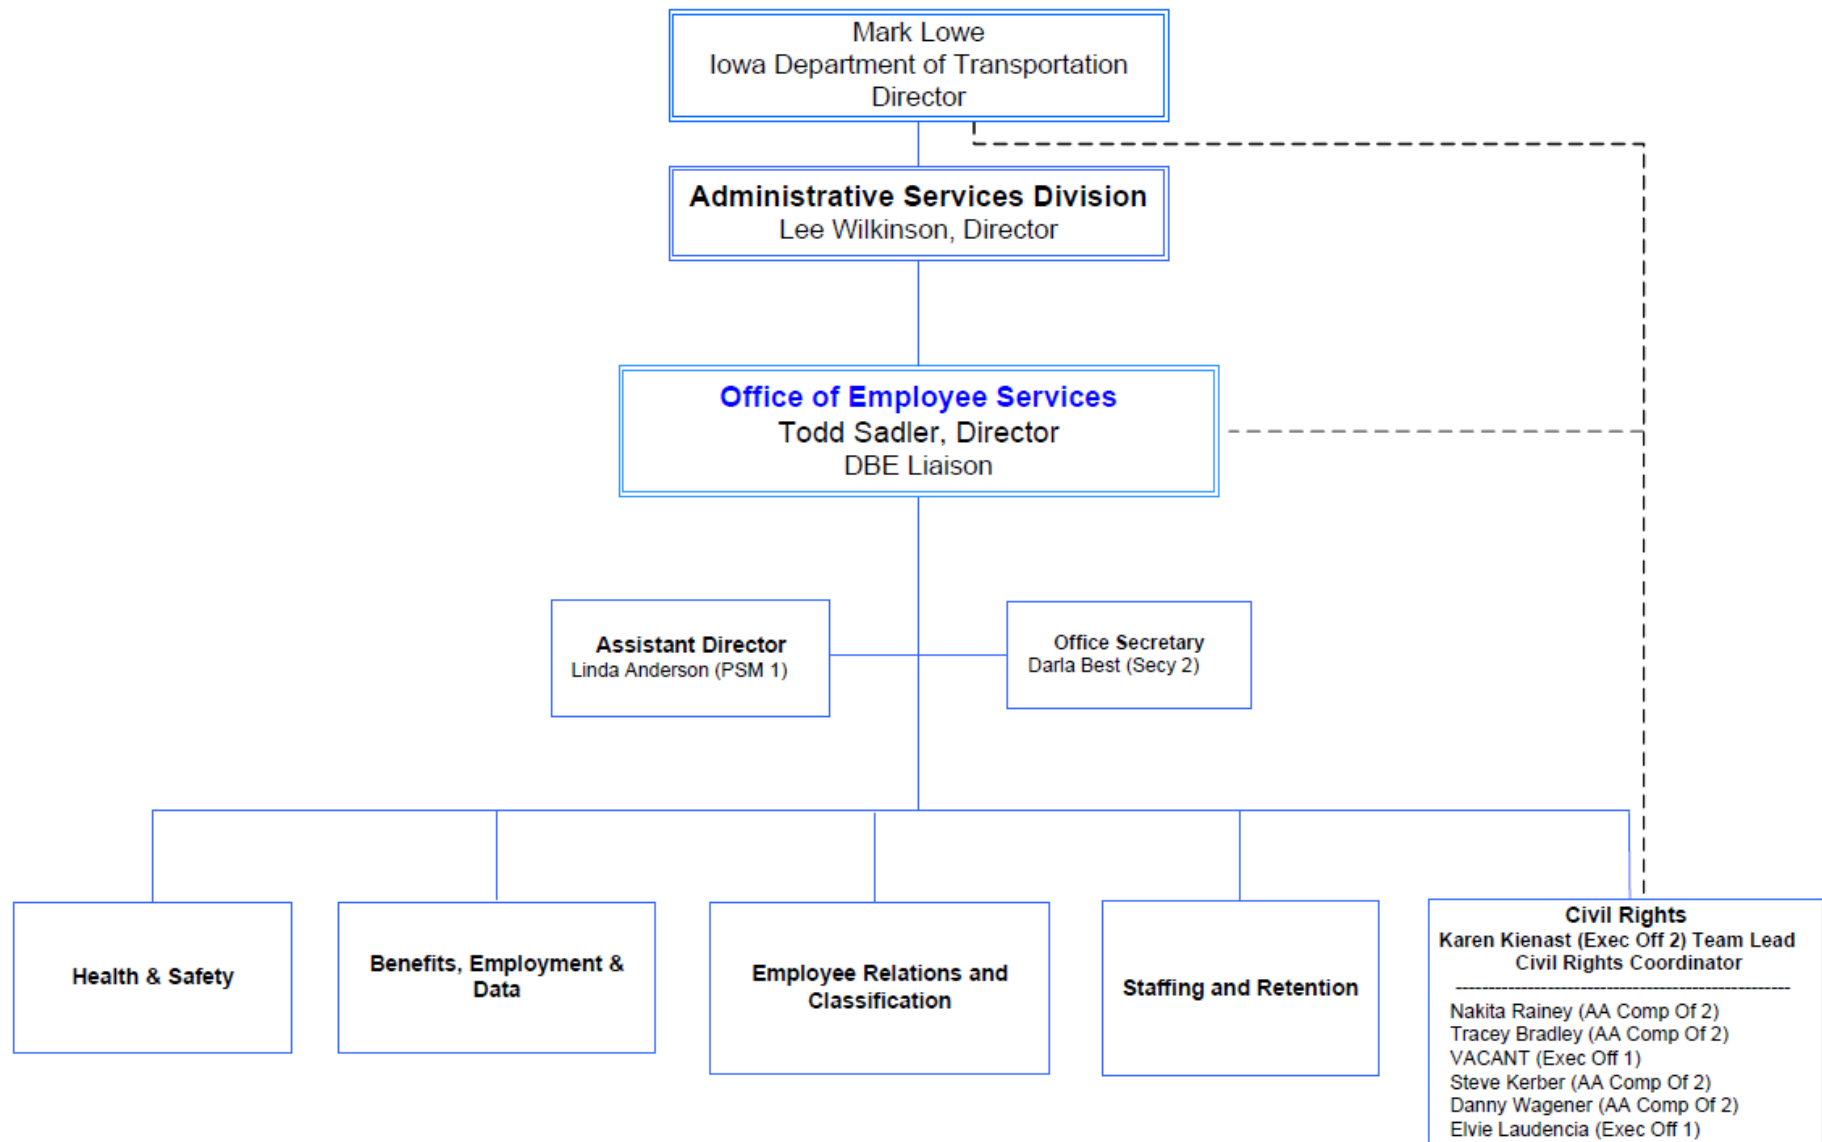 Mark Lowe
Iowa Department of Transportation
Director
Administrative Services Division
Lee Wilkinson, Director
Office of Employee Services
Todd Sadler, Director
DBE Liaison
Assistant Director
Linda Anderson (PSM 1)
Office Secretary
Darla Best (Secy 2)
Health & Safety
Benefits, Employment &
Data
Employee Relations and
Classification
Staffing and Retention
Civil Rights
Karen Kienast (Exec Off 2) Team Lead
Civil Rights Coordinator
Nakita Rainey (AA Comp Of 2)
Tracey Bradley (AA Comp Of 2)
VACANT (Exec Off 1)
Steve Kerber (AA Comp Of 2)
Danny Wagener (AA Comp Of 2)
Elvie Laudencia (Exec Off 1)